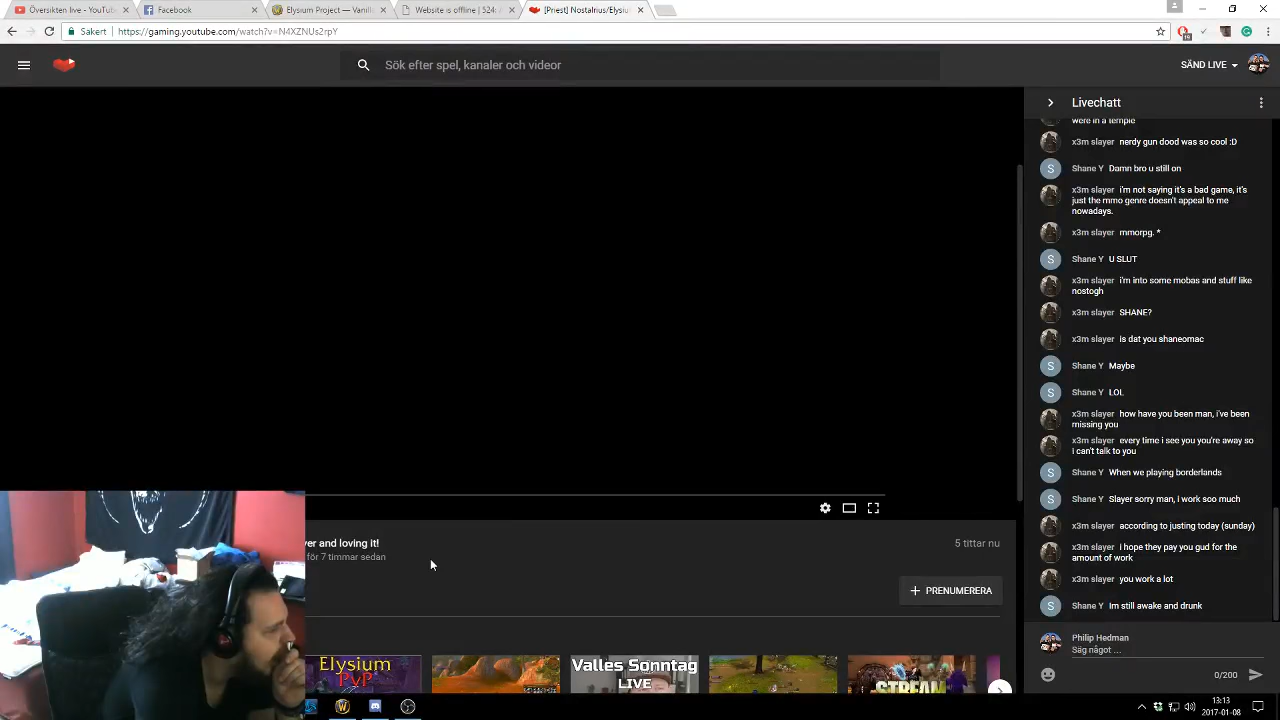 Översikten live - YouTub
Facebook
Elysium Project — Vanilla
Website is offline | 524:
[Priest] Nostalrius/Elysiu
Säkert
https://gaming.youtube.com/watch?v=N4XZNUs2rpY
Sök efter spel, kanaler och videor
SÄND LIVE
Livechatt
were in a temple
x3m slayer nerdy gun dood was so cool :D
Shane Y Damn bro u still on
x3m slayer i'm not saying it's a bad game, it's
just the mmo genre doesn't appeal to me
nowadays.
x3m slayer mmorpg. *
Shane Y U SLUT
x3m slayer i'm into some mobas and stuff like
nostogh
x3m slayer SHANE?
x3m slayer is dat you shaneomac
Shane Y Maybe
Shane Y LOL
x3m slayer how have you been man, i've been
missing you
x3m slayer every time i see you you're away so
i can't talk to you
Shane Y When we playing borderlands
Shane Y Slayer sorry man, i work soo much
x3m slayer according to justing today (sunday)
x3m slayer i hope they pay you gud for the
amount of work
x3m slayer you work a lot
Shane Y Im still awake and drunk
Philip Hedman
Säg något ...
0/200
ver and loving it!
för 7 timmar sedan
5 tittar nu
PRENUMERERA
Elysium
PvP
Valles Sonntag
LIVE
STREAM
13:13
2017-01-08